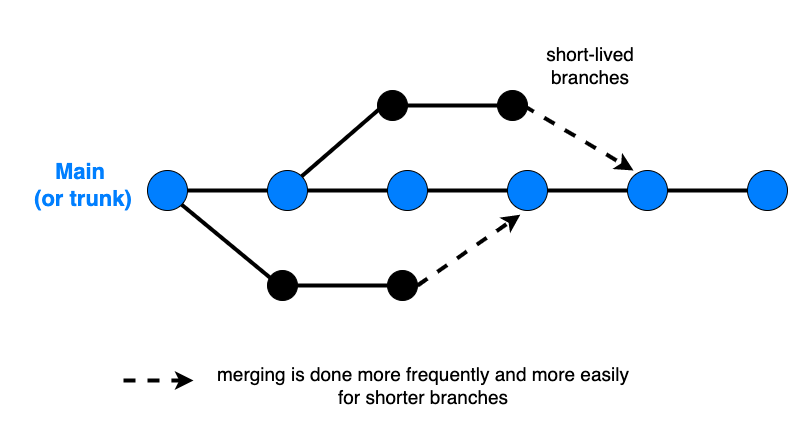 short-lived
branches
Main
(or trunk)
merging is done more frequently and more easily
for shorter branches